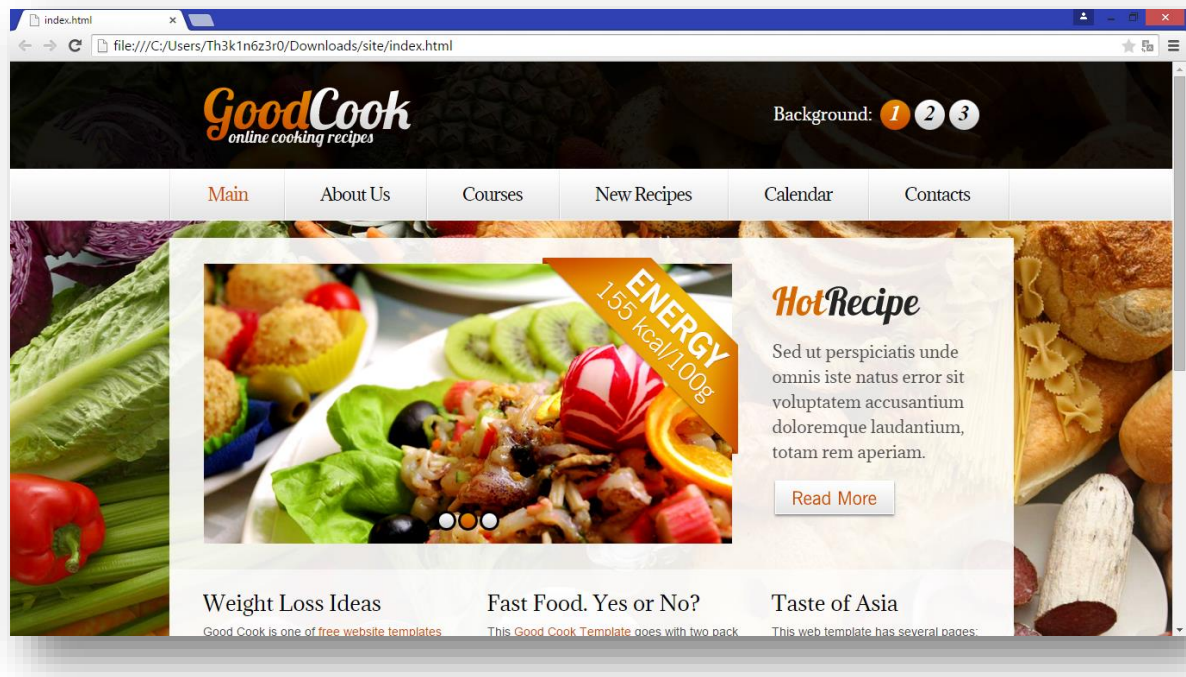 index.html
file:///C:/Users/Th3k1n6z3r0/Downloads/site/index.html
GoodCook
online cooking recipes
Background: 1 2 3
Main About Us Courses New Recipes Calendar Contacts
ENERGY
155 kcal/100g
HotRecipe
Sed ut perspiciatis unde
omnis iste natus error sit
voluptatem accusantium
doloremque laudantium,
totam rem aperiam.
Read More
Weight Loss Ideas
Good Cook is one of free website templates
Fast Food. Yes or No?
This Good Cook Template goes with two pack
Taste of Asia
This web template has several pages: